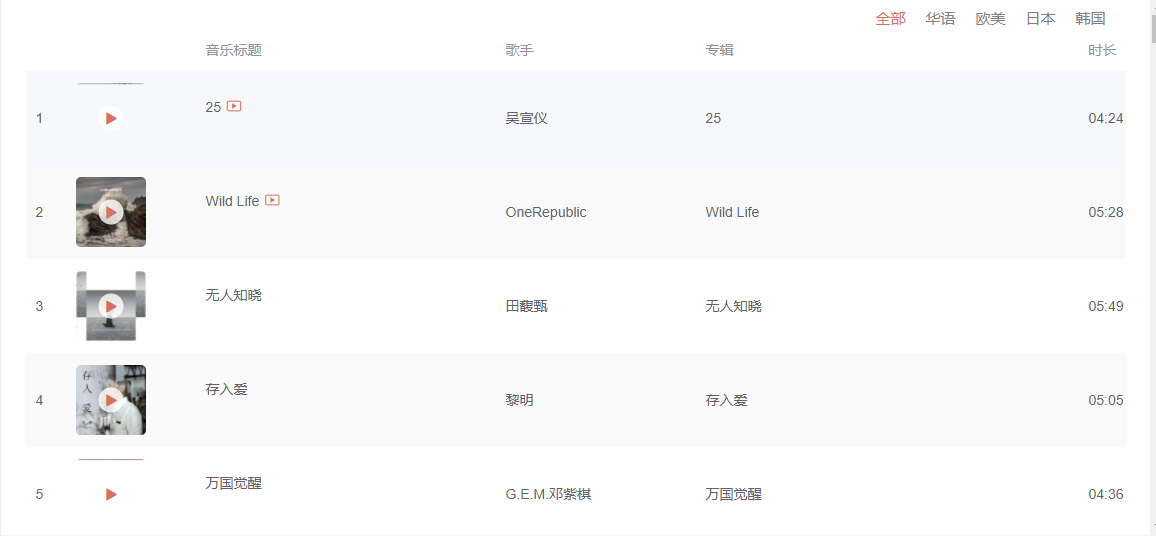 全部 华语 欧美 日本 韩国
音乐标题 歌手 专辑 时长
1 25 吴宣仪 25 04:24
2 Wild Life OneRepublic Wild Life 05:28
3 无人知晓 田馥甄 无人知晓 05:49
存入爱
4 存入爱 黎明 存入爱 05:05
5 万国觉醒 G.E.M.邓紫棋 万国觉醒 04:36